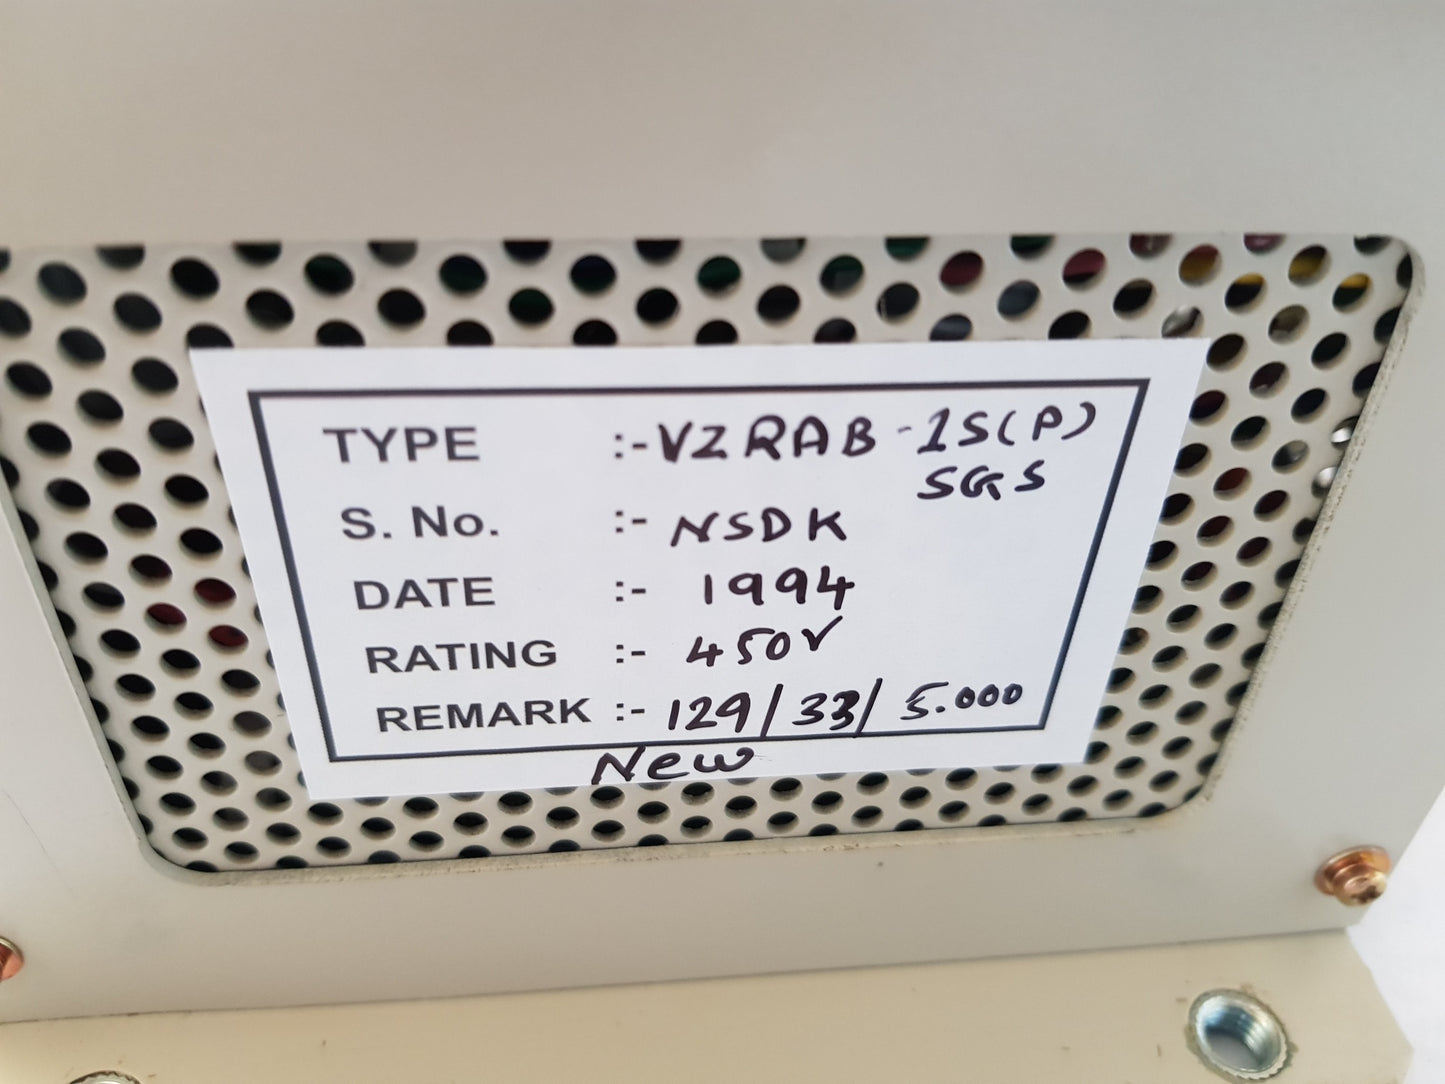 TYPE :- VZRAB-1S(P)
SGS
S. No. :- NSDK
DATE :- 1994
RATING :- 450V
REMARK :- 129/33/5.000
New